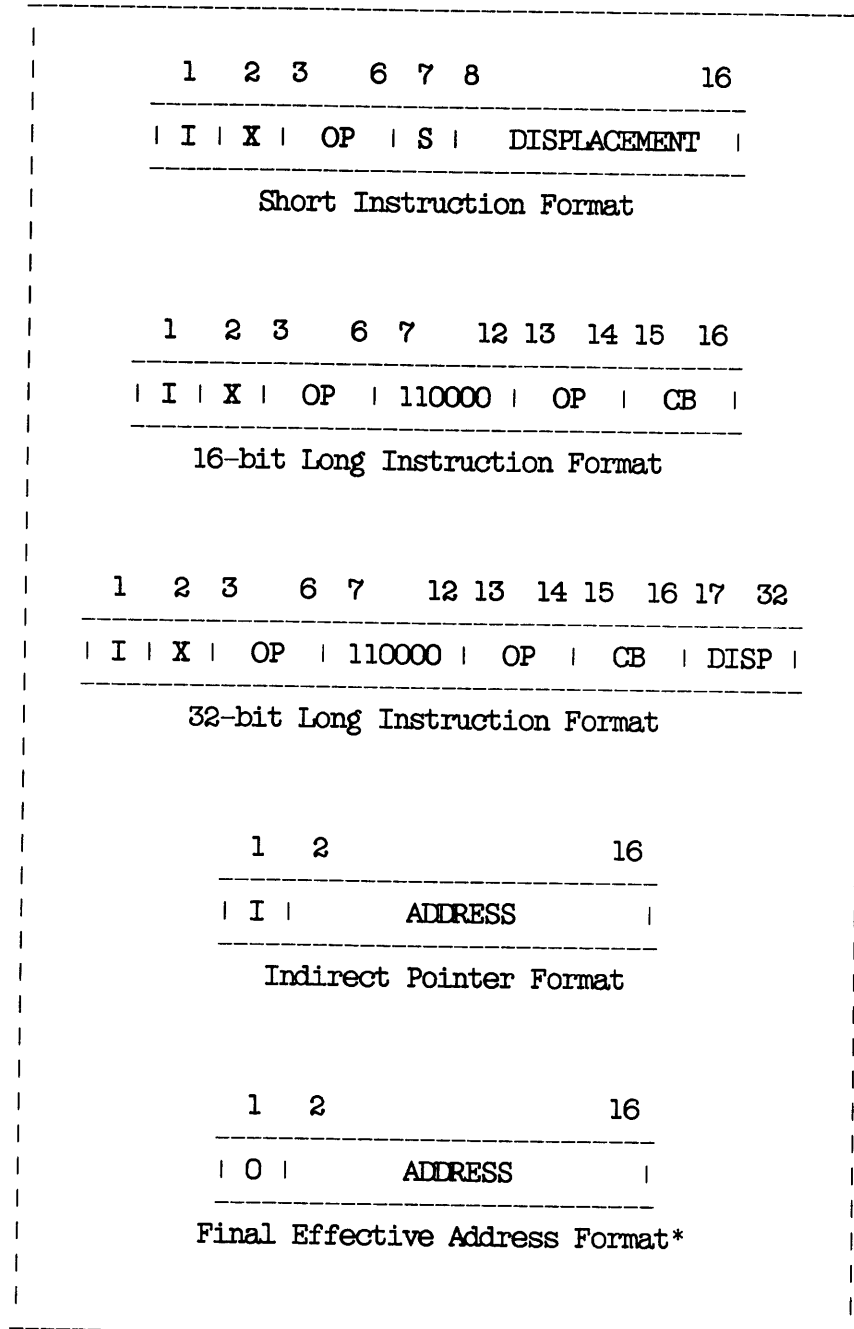 1 2 3 6 7 8 16
| I | X | OP | S | DISPLACEMENT |
Short Instruction Format
1 2 3 6 7 12 13 14 15 16
| I | X | OP | 110000 | OP | CB |
16-bit Long Instruction Format
1 2 3 6 7 12 13 14 15 16 17 32
| I | X | OP | 110000 | OP | CB | DISP |
32-bit Long Instruction Format
1 2 16
| I | ADDRESS |
Indirect Pointer Format
1 2 16
| 0 | ADDRESS |
Final Effective Address Format*